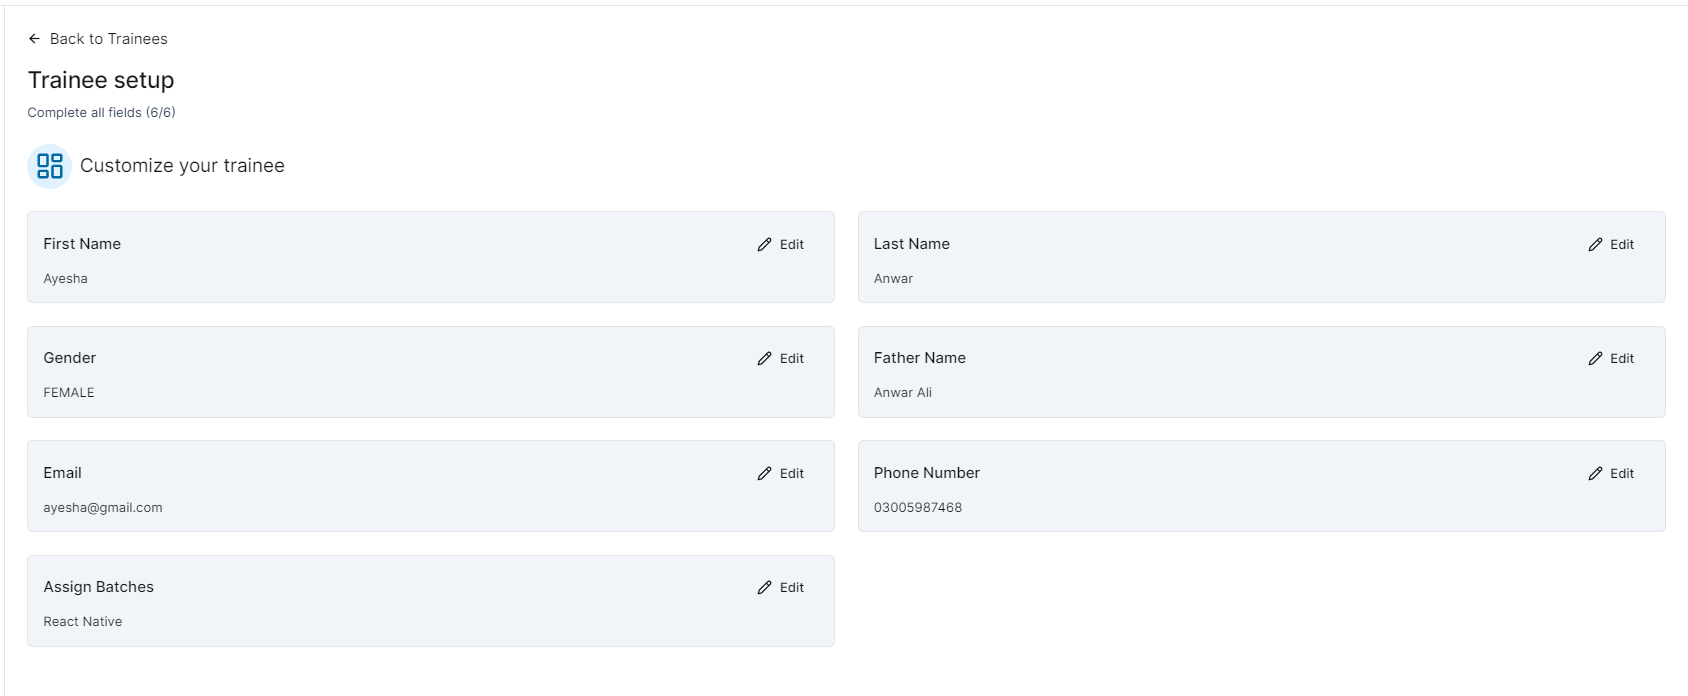 Back to Trainees
Trainee setup
Complete all fields (6/6)
Customize your trainee
First Name
Edit
Ayesha
Last Name
Edit
Anwar
Gender
Edit
FEMALE
Father Name
Edit
Anwar Ali
Email
Edit
ayesha@gmail.com
Phone Number
Edit
03005987468
Assign Batches
Edit
React Native